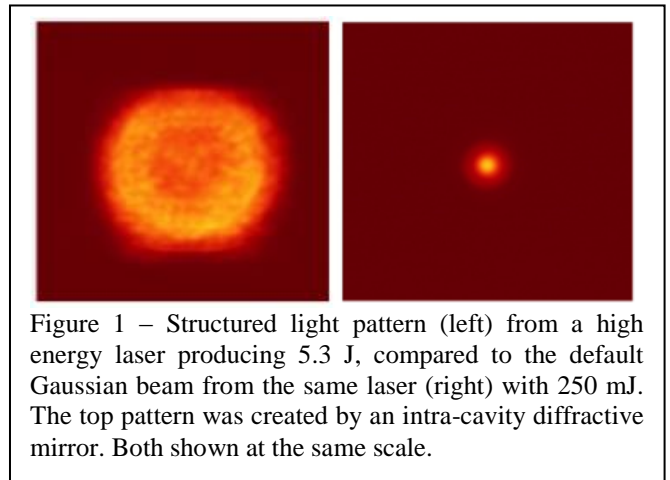 Figure 1 – Structured light pattern (left) from a high
energy laser producing 5.3 J, compared to the default
Gaussian beam from the same laser (right) with 250 mJ.
The top pattern was created by an intra-cavity diffractive
mirror. Both shown at the same scale.